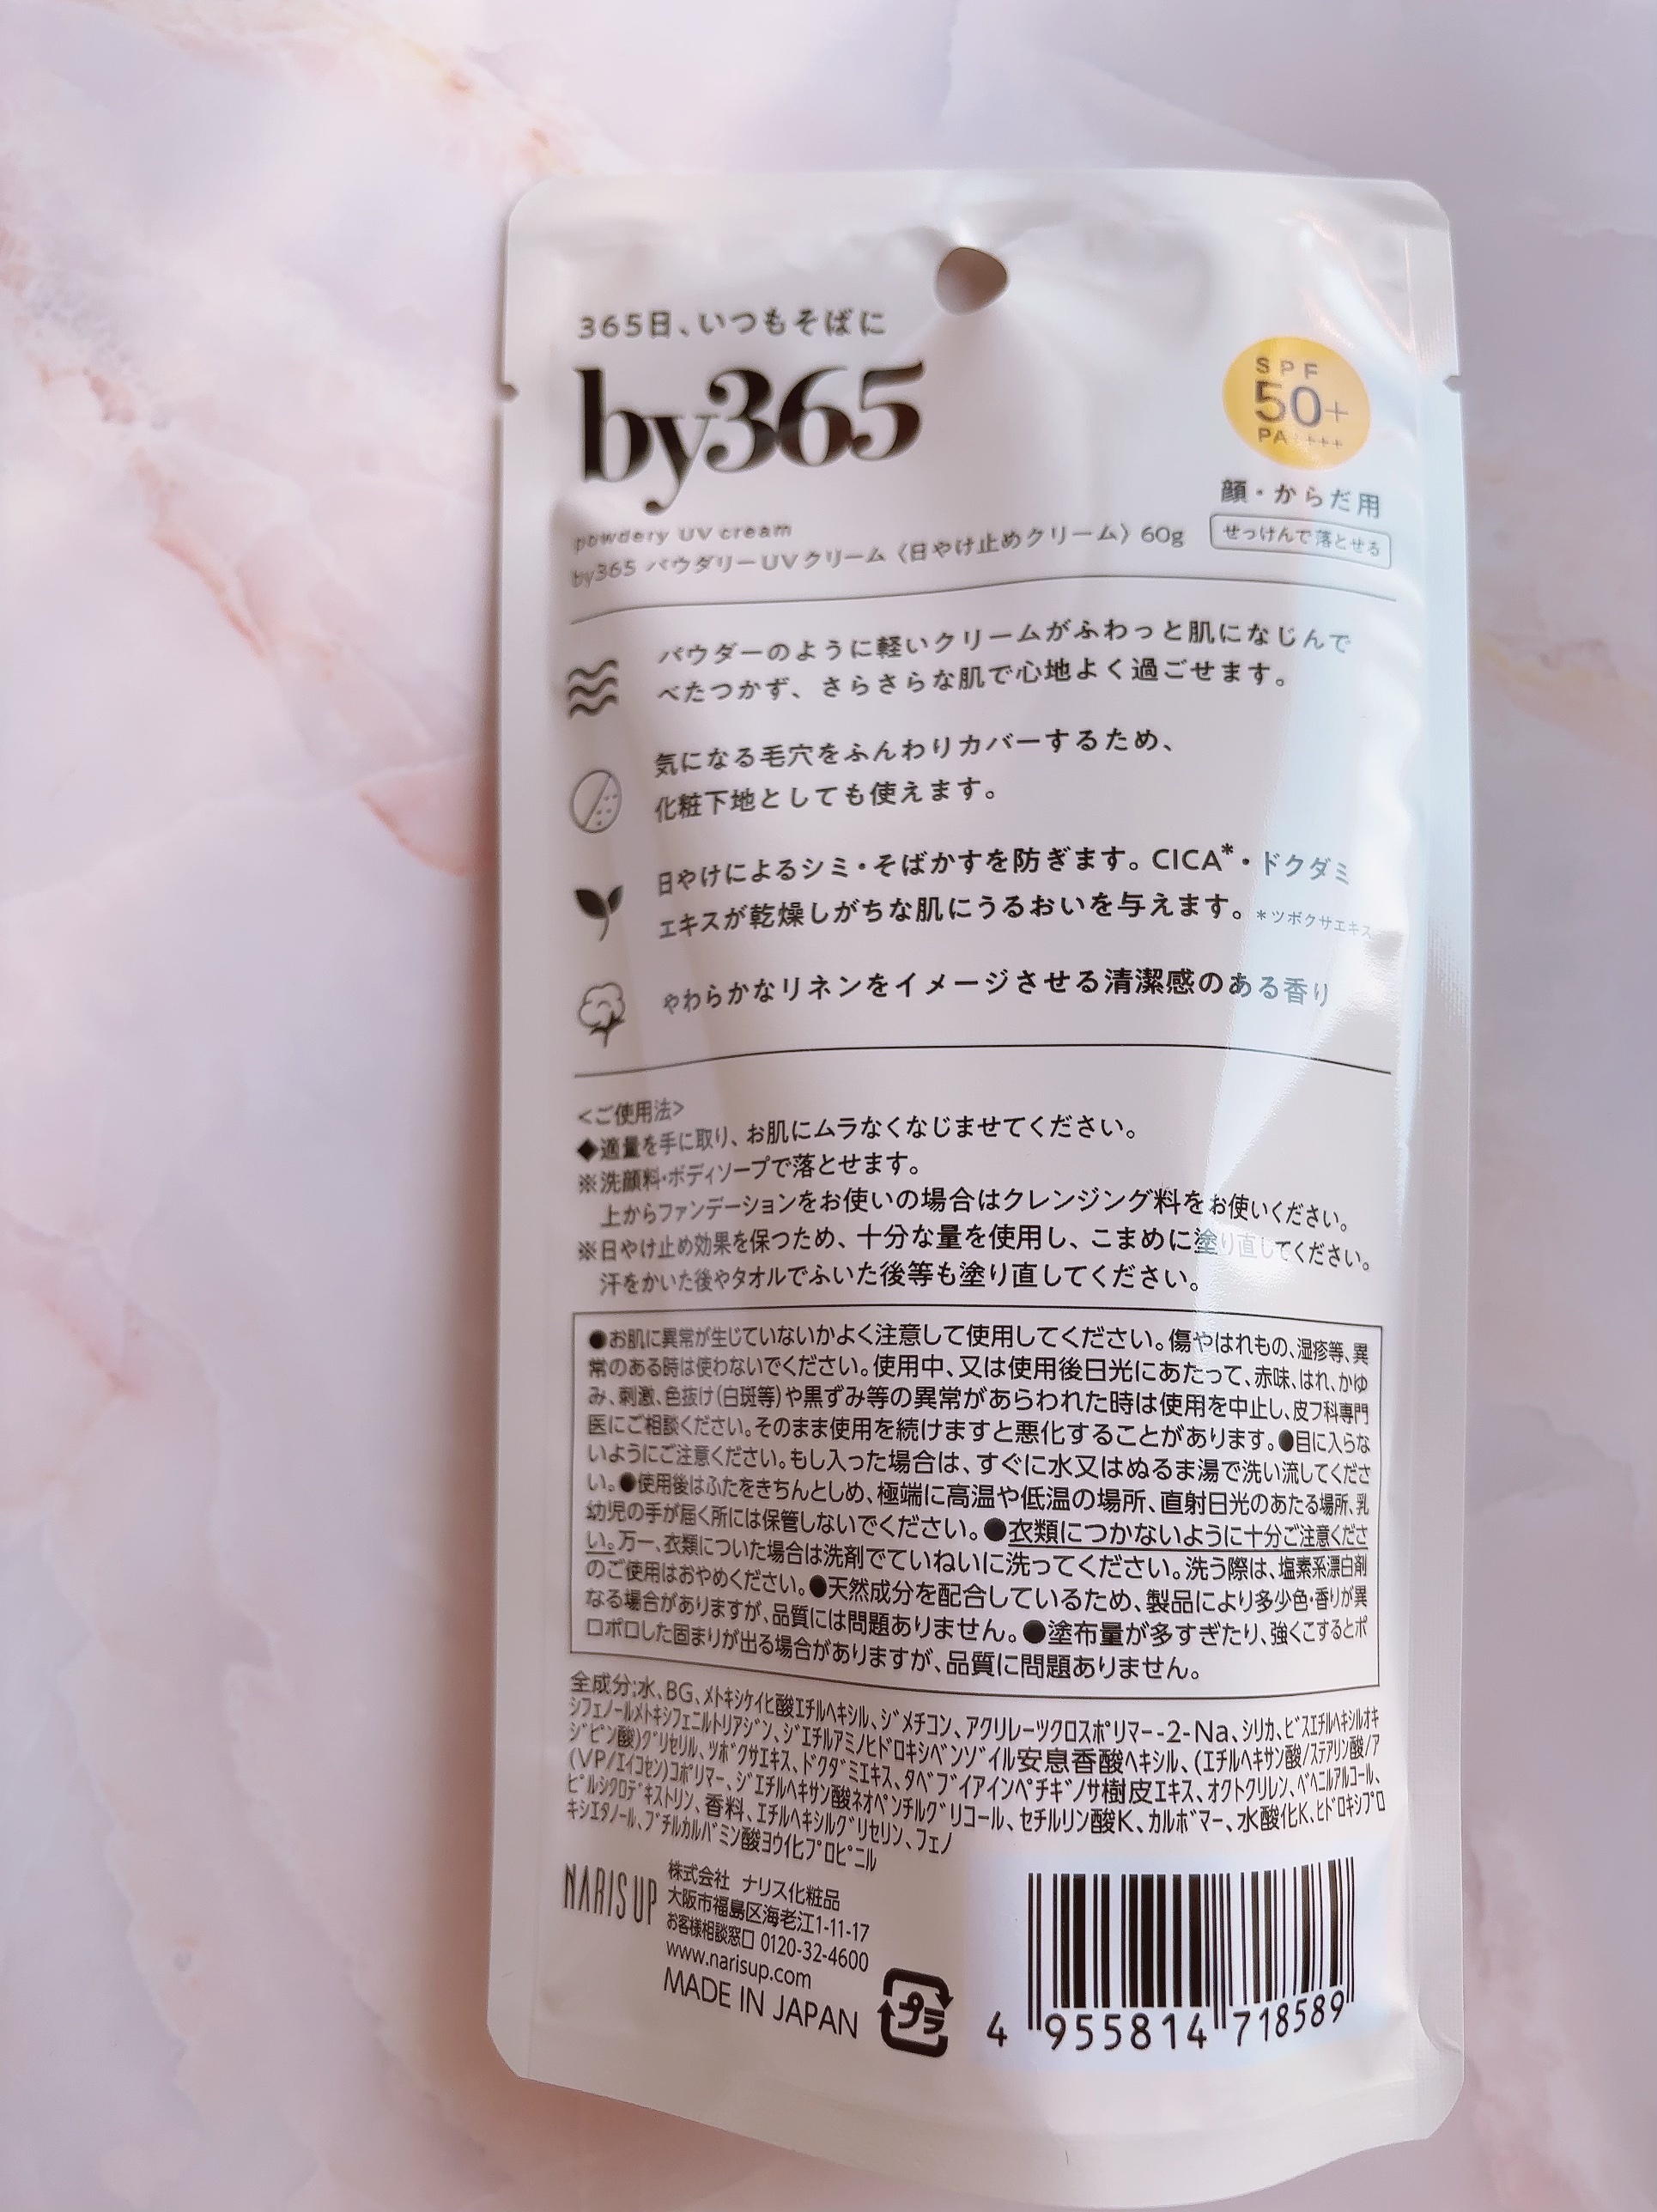 365日、いつもそばに
by365
SPF
50+
PA++++
顔・からだ用
せっけんで落とせる
powdery UV cream
by365 パウダリーUVクリーム〈日やけ止めクリーム〉60g
パウダーのように軽いクリームがふわっと肌になじんで
べたつかず、さらさらな肌で心地よく過ごせます。
気になる毛穴をふんわりカバーするため、
化粧下地としても使えます。
日やけによるシミ・そばかすを防ぎます。CICA*・ドクダミ
エキスが乾燥しがちな肌にうるおいを与えます。*ツボクサエキス
やわらかなリネンをイメージさせる清潔感のある香り
<ご使用法>
◆適量を手に取り、お肌にムラなくなじませてください。
※洗顔料・ボディソープで落とせます。
上からファンデーションをお使いの場合はクレンジング料をお使いください。
※日やけ止め効果を保つため、十分な量を使用し、こまめに塗り直してください。
汗をかいた後やタオルでふいた後等も塗り直してください。
●お肌に異常が生じていないかよく注意して使用してください。傷やはれもの、湿疹等、異
常のある時は使わないでください。使用中、又は使用後日光にあたって、赤味、はれ、かゆ
み、刺激、色抜け(白斑等)や黒ずみ等の異常があらわれた時は使用を中止し、皮フ科専門
医にご相談ください。そのまま使用を続けますと悪化することがあります。●目に入らな
いようにご注意ください。もし入った場合は、すぐに水又はぬるま湯で洗い流してくださ
い。●使用後はふたをきちんとしめ、極端に高温や低温の場所、直射日光のあたる場所、乳
幼児の手が届く所には保管しないでください。●衣類につかないように十分ご注意くださ
い。万一、衣類についた場合は洗剤でていねいに洗ってください。洗う際は、塩素系漂白剤
のご使用はおやめください。●天然成分を配合しているため、製品により多少色・香りが異
なる場合がありますが、品質には問題ありません。●塗布量が多すぎたり、強くこするとポ
ロポロした固まりが出る場合がありますが、品質に問題ありません。
全成分:水、BG、メトキシケイヒ酸エチルヘキシル、ジメチコン、アクリレーツクロスポリマー-2-Na、シリカ、ビスエチルヘキシルオキ
シフェノールメトキシフェニルトリアジン、ジエチルアミノヒドロキシベンゾイル安息香酸ヘキシル、(エチルヘキサン酸/ステアリン酸/ア
ジピン酸)グリセリル、ツボクサエキス、ドクダミエキス、タベブイアインペチギノサ樹皮エキス、オクトクリレン、ベヘニルアルコール、
(VP/エイコセン)コポリマー、ジエチルヘキサン酸ネオペンチルグリコール、セチルリン酸K、カルボマー、水酸化K、ヒドロキシプロ
ピルシクロデキストリン、香料、エチルヘキシルグリセリン、フェノ
キシエタノール、ブチルカルバミン酸ヨウ化プロピニル
NARIS UP
株式会社 ナリス化粧品
大阪市福島区海老江1-11-17
お客様相談窓口 0120-32-4600
www.narisup.com
MADE IN JAPAN
プラ
4 955814 718589